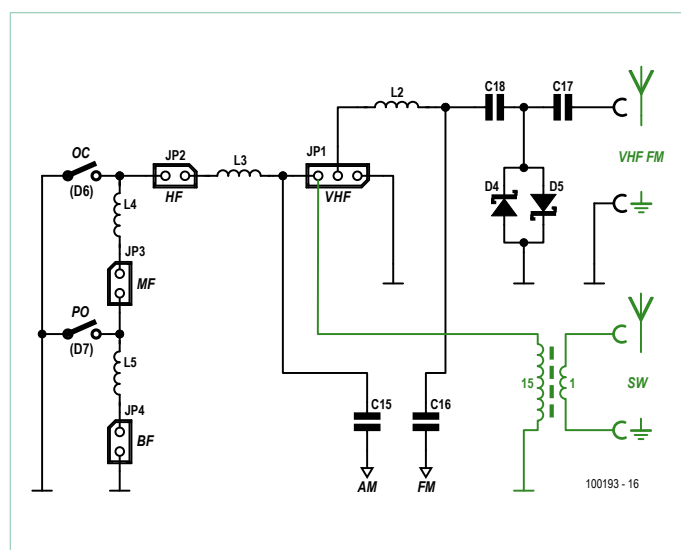 C18
C17
L2
OC
JP2
L3
JP1
VHF FM
(D6)
HF
VHF
D4
D5
L4
JP3
MF
PO
(D7)
L5
15
1
SW
JP4
BF
C15
C16
AM
FM
100193 - 16